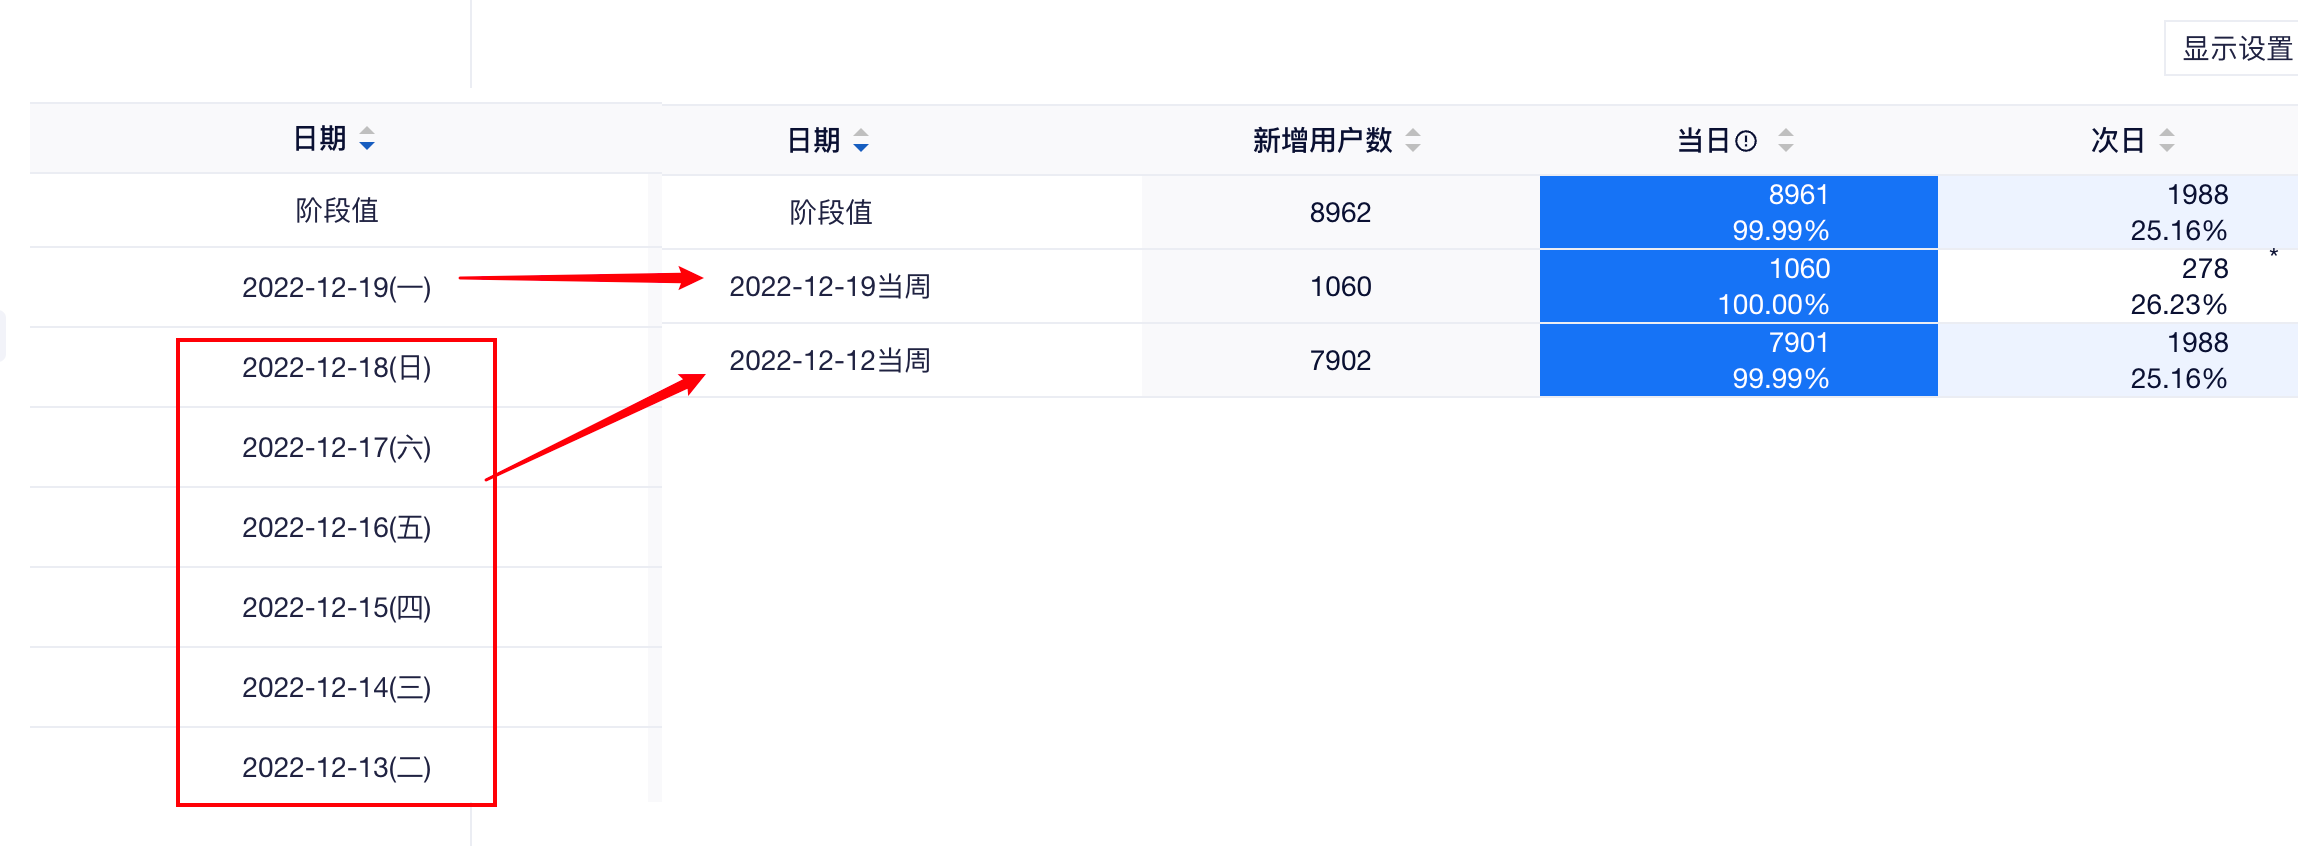 显示设置
日期
阶段值
2022-12-19(一)
2022-12-18(日)
2022-12-17(六)
2022-12-16(五)
2022-12-15(四)
2022-12-14(三)
2022-12-13(二)
日期 新增用户数 当日 次日
阶段值 8962 8961 1988
99.99% 25.16%
*
2022-12-19当周 1060 1060 278
100.00% 26.23%
2022-12-12当周 7902 7901 1988
99.99% 25.16%